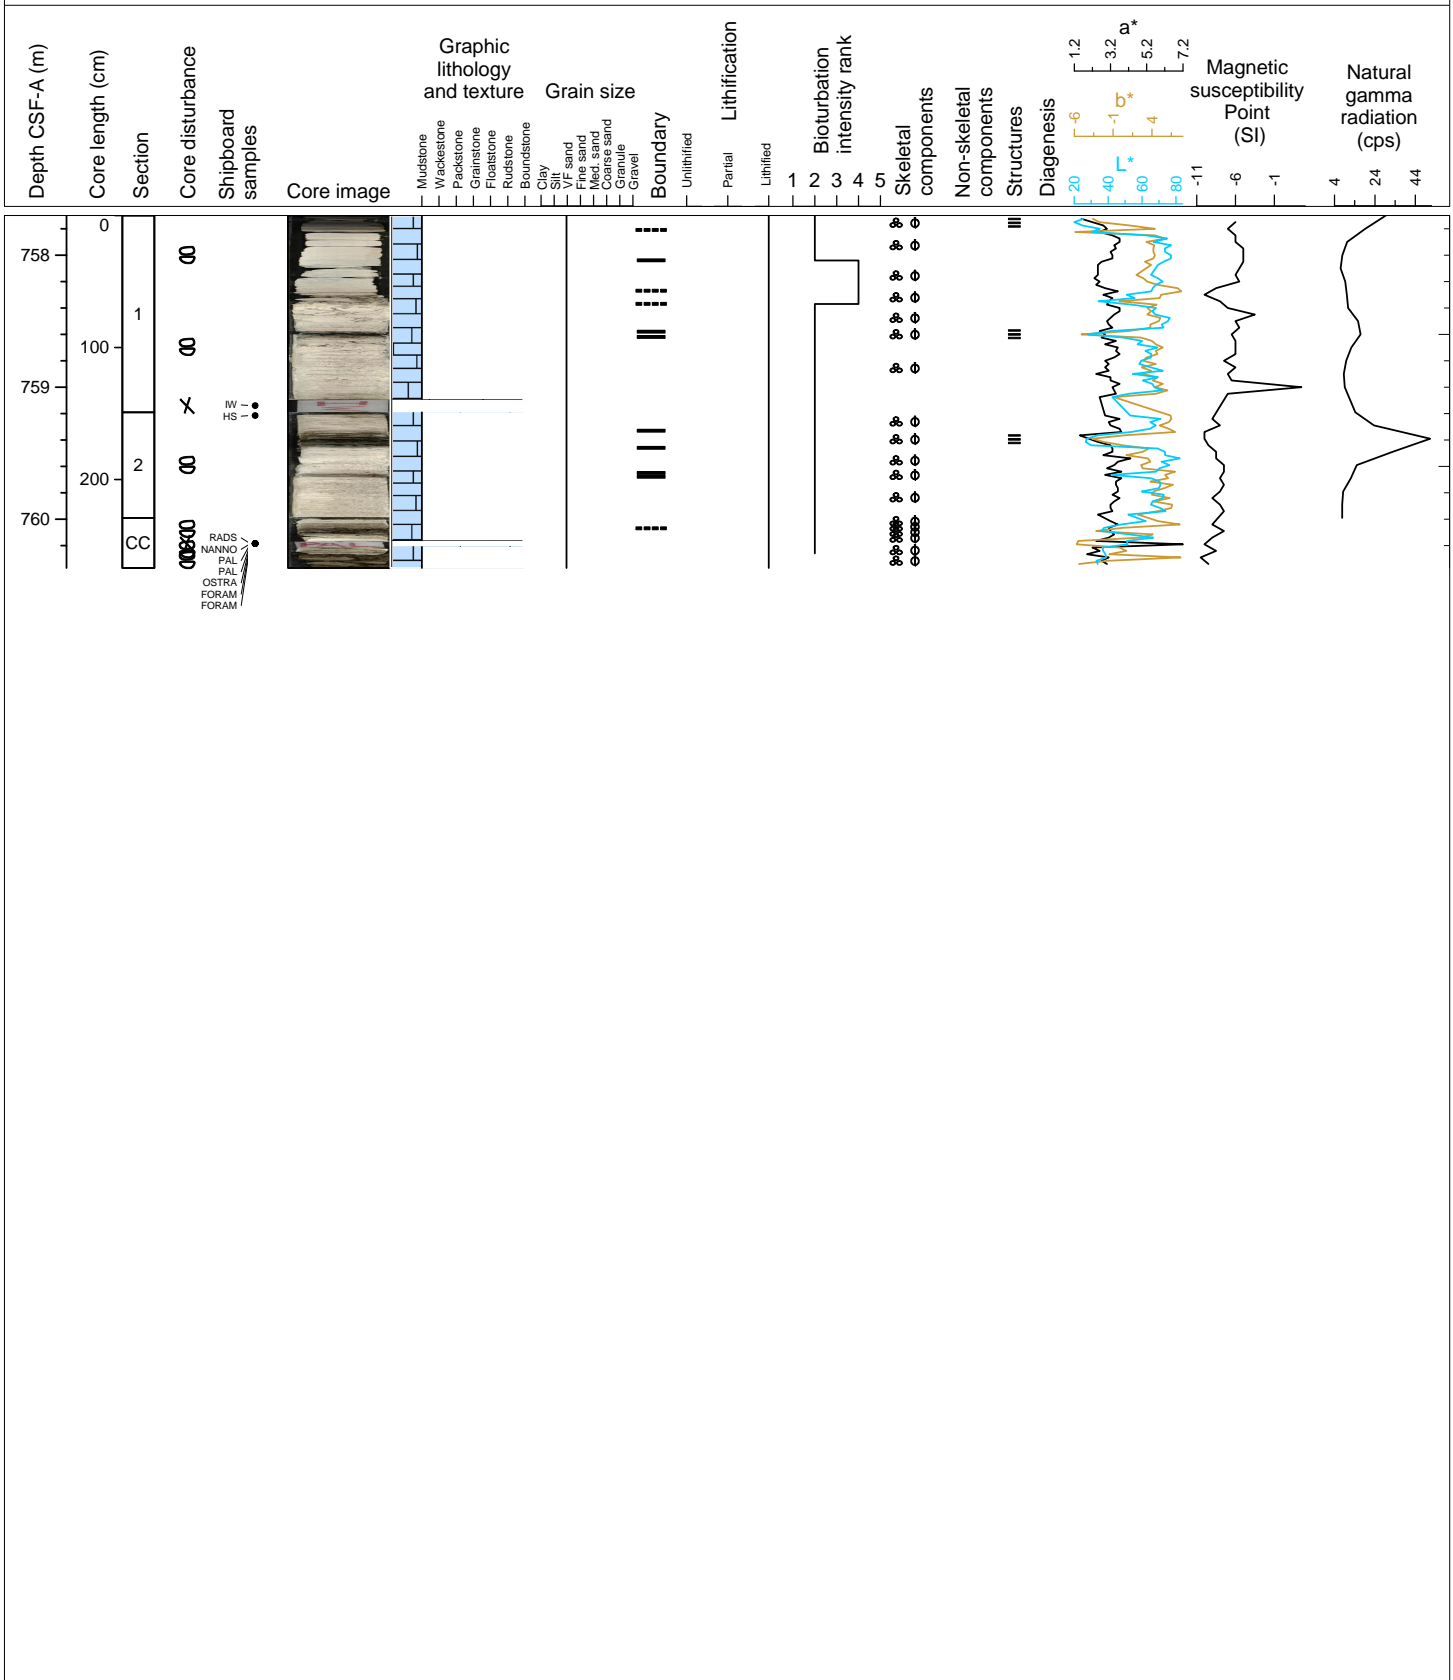 Depth CSF-A (m)
Core length (cm)
Section
Core disturbance
Shipboard
samples
Core image
Graphic
lithology
and texture
Mudstone
Wackestone
Packstone
Grainstone
Floatstone
Rudstone
Boundstone
Grain size
Clay
Silt
VF sand
Fine sand
Med. sand
Coarse sand
Granule
Gravel
Boundary
Lithification
Unlithified
Partial
Lithified
Bioturbation
intensity rank
1 2 3 4 5
Skeletal
components
Non-skeletal
components
Structures
Diagenesis
a*
1.2 3.2 5.2 7.2
b*
-6 -1 4
L*
20 40 60 80
Magnetic
susceptibility
Point
(SI)
-11 -6 -1
Natural
gamma
radiation
(cps)
4 24 44
0
758
1
100
759
IW
HS
2
200
760
CC
RADS
NANNO
PAL
PAL
OSTRA
FORAM
FORAM